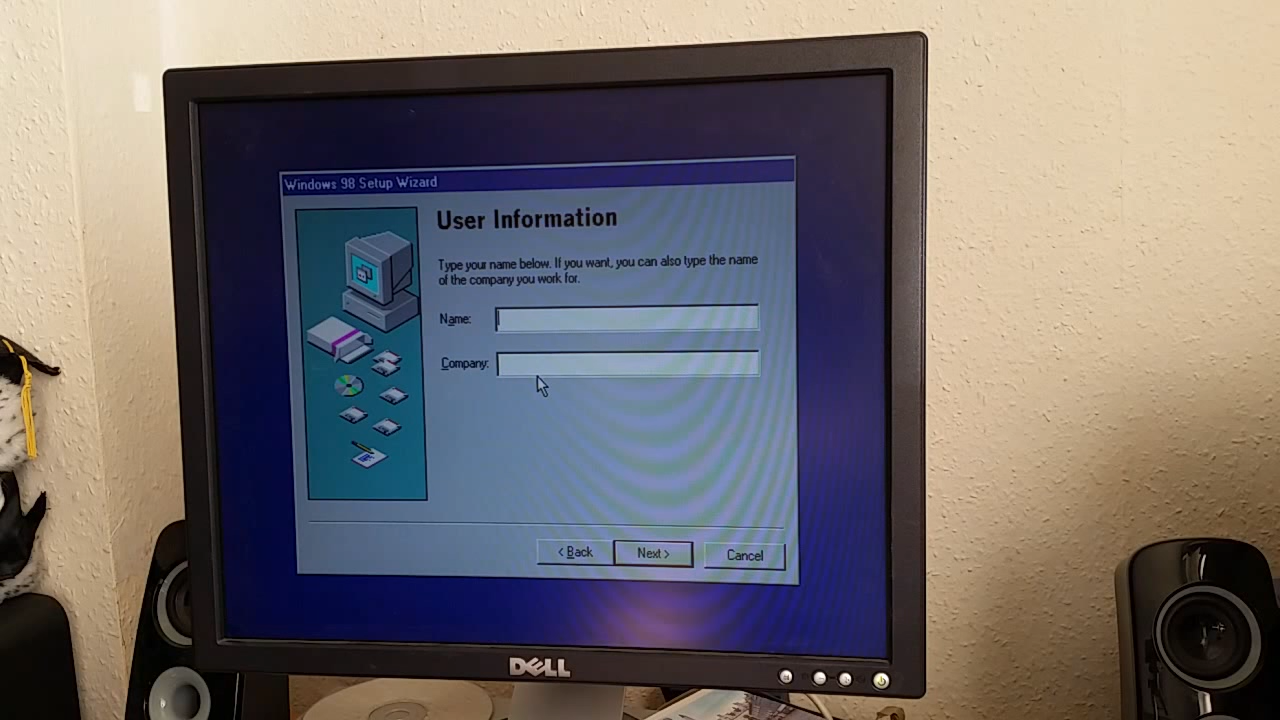 Windows 98 Setup Wizard
User Information
Type your name below. If you want, you can also type the name
of the company you work for.
Name:
Company:
< Back
Next >
Cancel
DELL